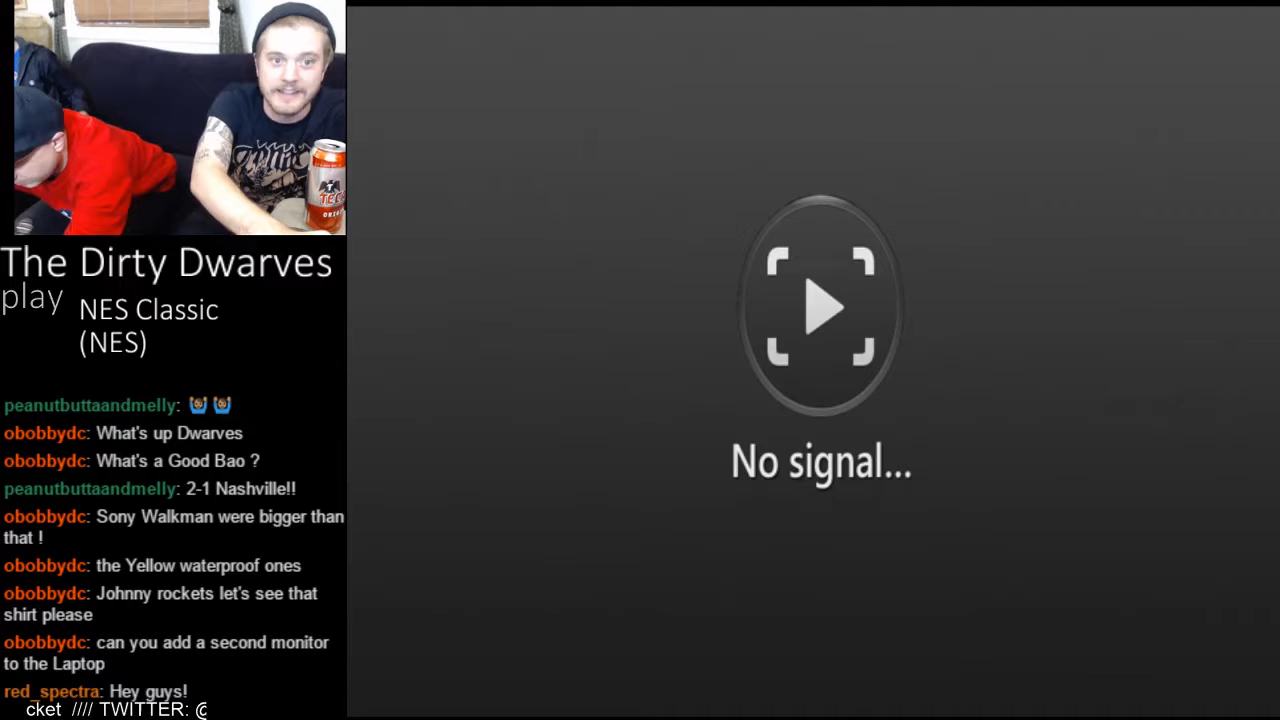 TECA
ORIG
The Dirty Dwarves
play
NES Classic
(NES)
No signal...
peanutbuttaandmelly: 🙌🏽 🙌🏽
obobbydc: What's up Dwarves
obobbydc: What's a Good Bao ?
peanutbuttaandmelly: 2-1 Nashville!!
obobbydc: Sony Walkman were bigger than
that !
obobbydc: the Yellow waterproof ones
obobbydc: Johnny rockets let's see that
shirt please
obobbydc: can you add a second monitor
to the Laptop
red_spectra: Hey guys!
cket //// TWITTER: @